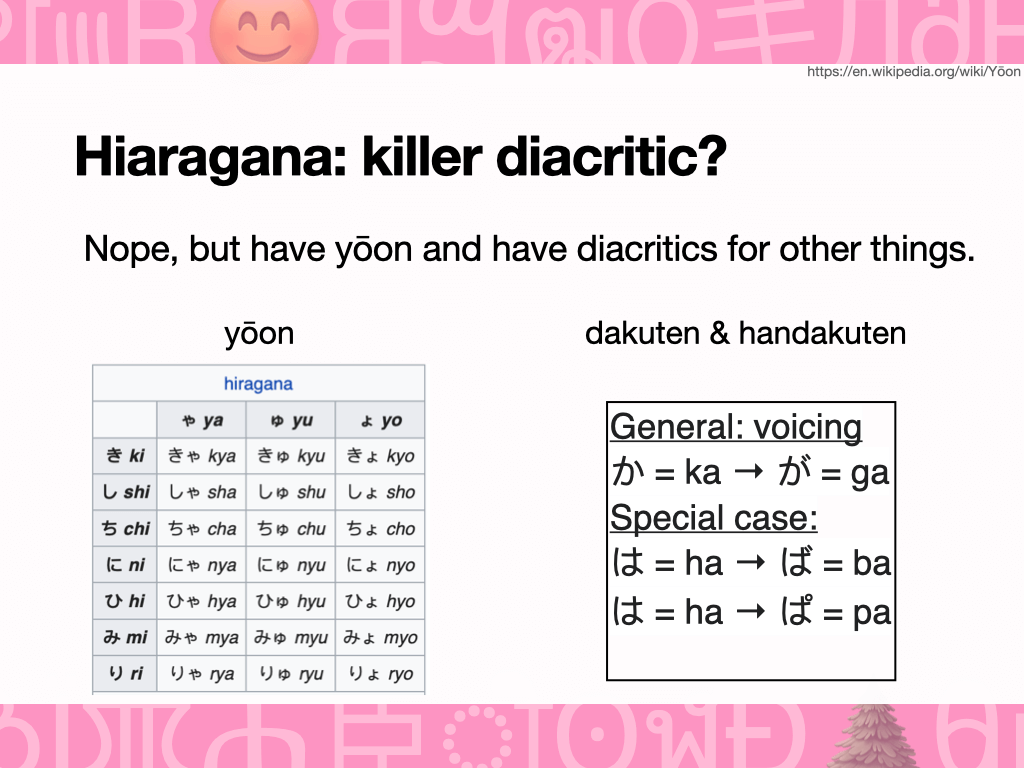 https://en.wikipedia.org/wiki/Yōon
Hiaragana: killer diacritic?
Nope, but have yōon and have diacritics for other things.
yōon
hiragana
ゃ ya ゅ yu ょ yo
き ki きゃ kya きゅ kyu きょ kyo
し shi しゃ sha しゅ shu しょ sho
ち chi ちゃ cha ちゅ chu ちょ cho
に ni にゃ nya にゅ nyu にょ nyo
ひ hi ひゃ hya ひゅ hyu ひょ hyo
み mi みゃ mya みゅ myu みょ myo
り ri りゃ rya りゅ ryu りょ ryo
dakuten & handakuten
General: voicing
か = ka → が = ga
Special case:
は = ha → ば = ba
は = ha → ぱ = pa